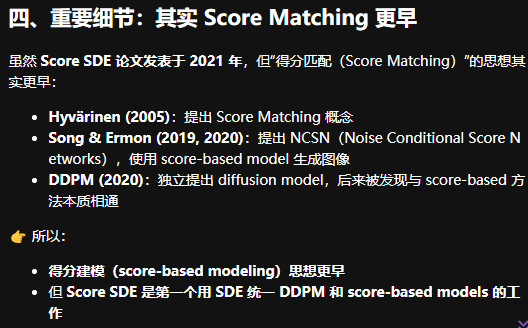 四、重要细节：其实 Score Matching 更早
虽然 Score SDE 论文发表于 2021 年，但“得分匹配（Score Matching）”的思想其
实更早：
• Hyvärinen (2005)：提出 Score Matching 概念
• Song & Ermon (2019, 2020)：提出 NCSN（Noise Conditional Score N
etworks），使用 score-based model 生成图像
• DDPM (2020)：独立提出 diffusion model，后来被发现与 score-based 方
法本质相通
👉 所以：
• 得分建模（score-based modeling）思想更早
• 但 Score SDE 是第一个用 SDE 统一 DDPM 和 score-based models 的工
作